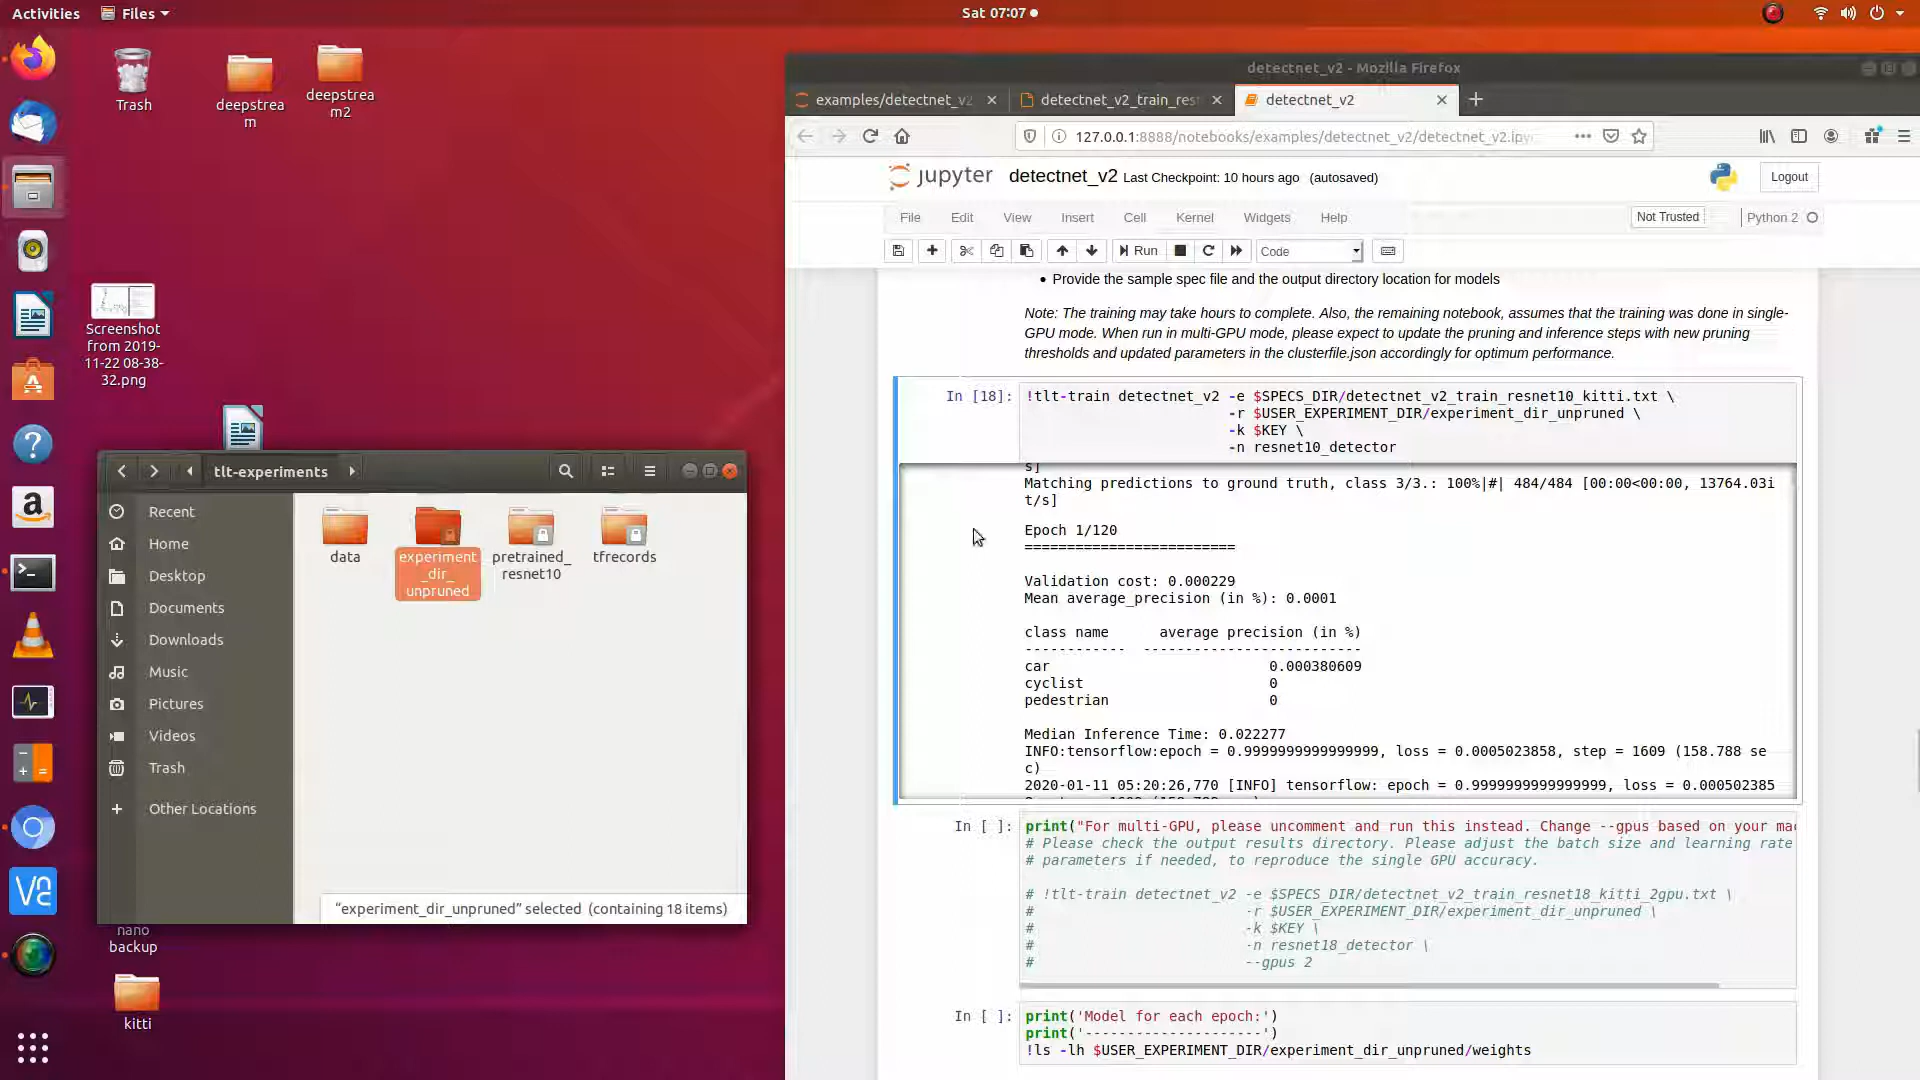 Activities
Files
Sat 07:07
Trash
deepstrea
m
deepstrea
m2
Screenshot
from 2019-
11-22 08-38-
32.png
tlt-experiments
Recent
Home
Desktop
Documents
Downloads
Music
Pictures
Videos
Trash
Other Locations
data
experiment
_dir_
unpruned
pretrained_
resnet10
tfrecords
“experiment_dir_unpruned” selected (containing 18 items)
nano
backup
kitti
detectnet_v2 - Mozilla Firefox
examples/detectnet_v2
detectnet_v2_train_res
detectnet_v2
127.0.0.1:8888/notebooks/examples/detectnet_v2/detectnet_v2.ipy
jupyter detectnet_v2 Last Checkpoint: 10 hours ago (autosaved)
Logout
File Edit View Insert Cell Kernel Widgets Help
Not Trusted
Python 2
Run
Code
Provide the sample spec file and the output directory location for models
Note: The training may take hours to complete. Also, the remaining notebook, assumes that the training was done in single-
GPU mode. When run in multi-GPU mode, please expect to update the pruning and inference steps with new pruning
thresholds and updated parameters in the clusterfile.json accordingly for optimum performance.
In [18]: !tlt-train detectnet_v2 -e $SPECS_DIR/detectnet_v2_train_resnet10_kitti.txt \
-r $USER_EXPERIMENT_DIR/experiment_dir_unpruned \
-k $KEY \
-n resnet10_detector
s]
Matching predictions to ground truth, class 3/3.: 100%|#| 484/484 [00:00<00:00, 13764.03i
t/s]
Epoch 1/120
=========================
Validation cost: 0.000229
Mean average_precision (in %): 0.0001
class name      average precision (in %)
------------  --------------------------
car                          0.000380609
cyclist                      0
pedestrian                   0
Median Inference Time: 0.022277
INFO:tensorflow:epoch = 0.9999999999999999, loss = 0.0005023858, step = 1609 (158.788 se
c)
2020-01-11 05:20:26,770 [INFO] tensorflow: epoch = 0.9999999999999999, loss = 0.000502385
In [ ]: print("For multi-GPU, please uncomment and run this instead. Change --gpus based on your mac
# Please check the output results directory. Please adjust the batch size and learning rate
# parameters if needed, to reproduce the single GPU accuracy.
# !tlt-train detectnet_v2 -e $SPECS_DIR/detectnet_v2_train_resnet18_kitti_2gpu.txt \
#                         -r $USER_EXPERIMENT_DIR/experiment_dir_unpruned \
#                         -k $KEY \
#                         -n resnet18_detector \
#                         --gpus 2
In [ ]: print('Model for each epoch:')
print('---------------------')
!ls -lh $USER_EXPERIMENT_DIR/experiment_dir_unpruned/weights